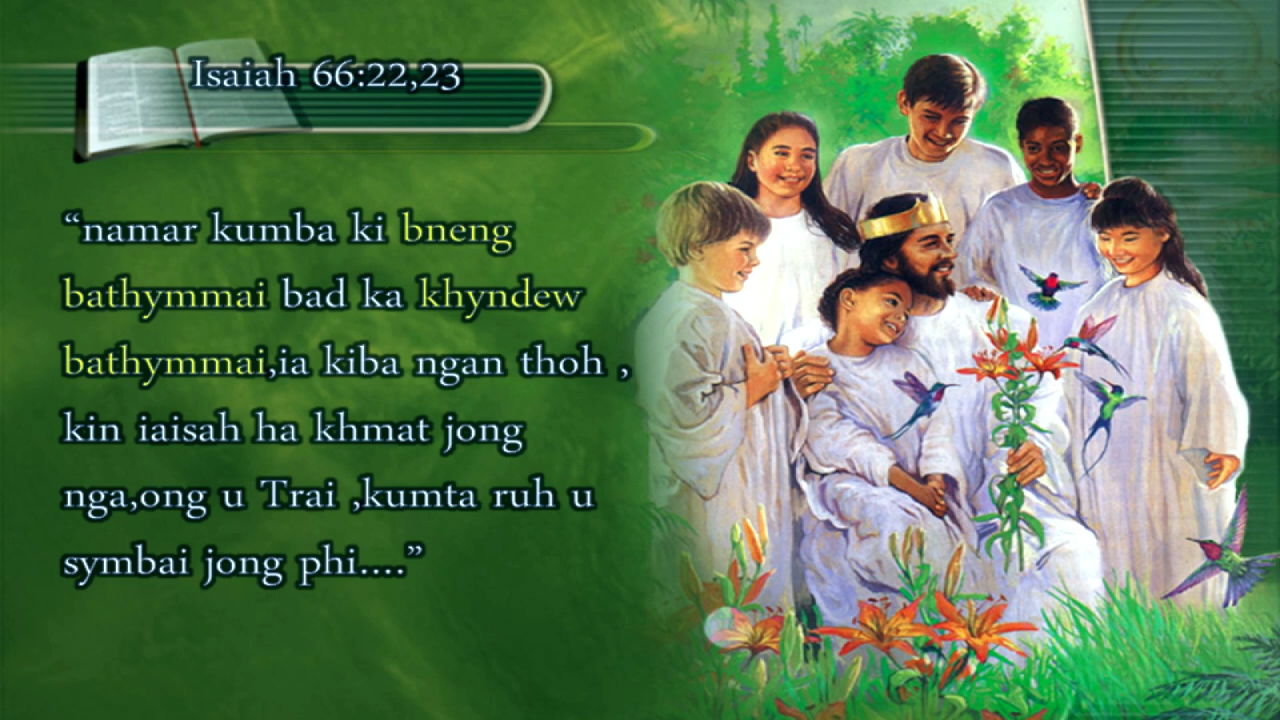 Isaiah 66:22,23
“namar kumba ki bneng
bathymmai bad ka khyndew
bathymmai,ia kiba ngan thoh ,
kin iaisah ha khmat jong
nga,ong u Trai ,kumta ruh u
symbai jong phi....”